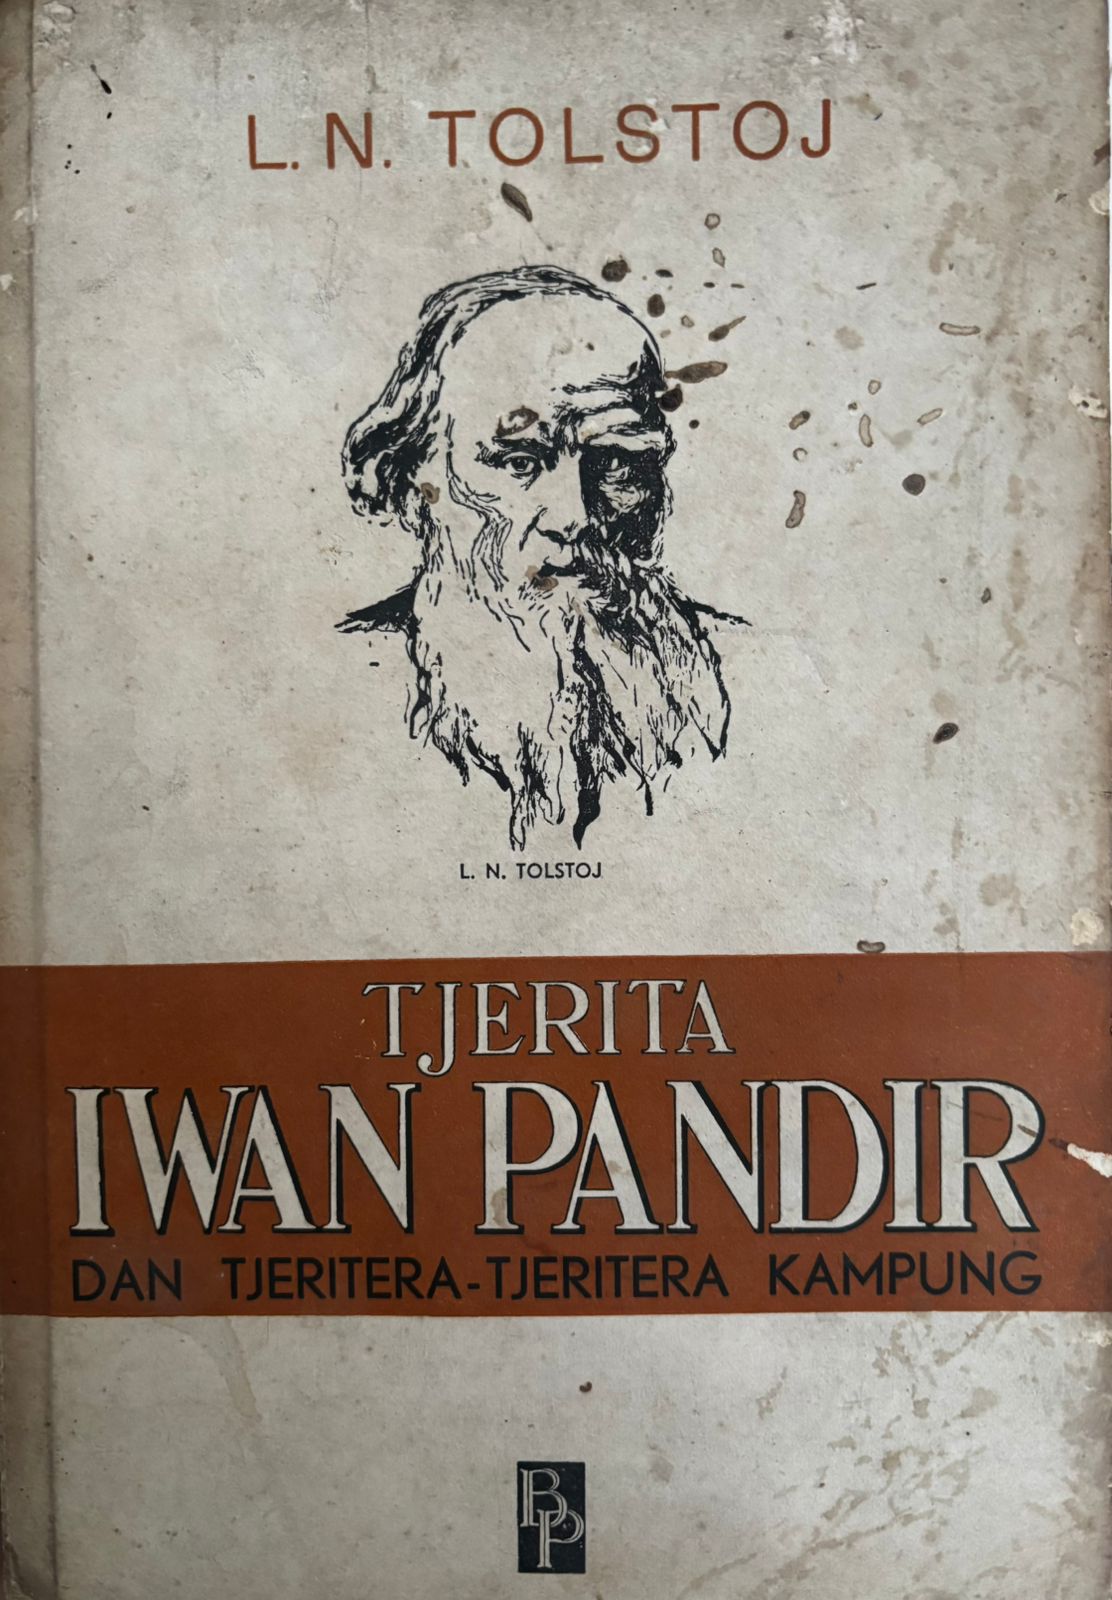 L. N. TOLSTOJ
L. N. TOLSTOJ
TJERITA
IWAN PANDIR
DAN TJERITERA-TJERITERA KAMPUNG
BP